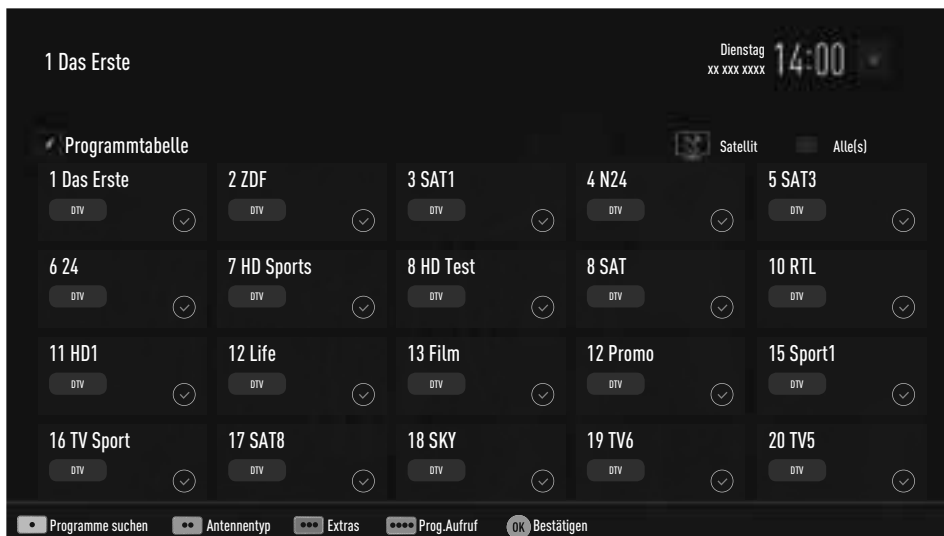 1 Das Erste
Dienstag
xx xxx xxxx
14:00
Programmtabelle
Satellit
Alle(s)
1 Das Erste 2 ZDF 3 SAT1 4 N24 5 SAT3
DTV DTV DTV DTV DTV
6 24 7 HD Sports 8 HD Test 8 SAT 10 RTL
DTV DTV DTV DTV DTV
11 HD1 12 Life 13 Film 12 Promo 15 Sport1
DTV DTV DTV DTV DTV
16 TV Sport 17 SAT8 18 SKY 19 TV6 20 TV5
DTV DTV DTV DTV DTV
Programme suchen Antennentyp Extras Prog.Aufruf OK Bestätigen